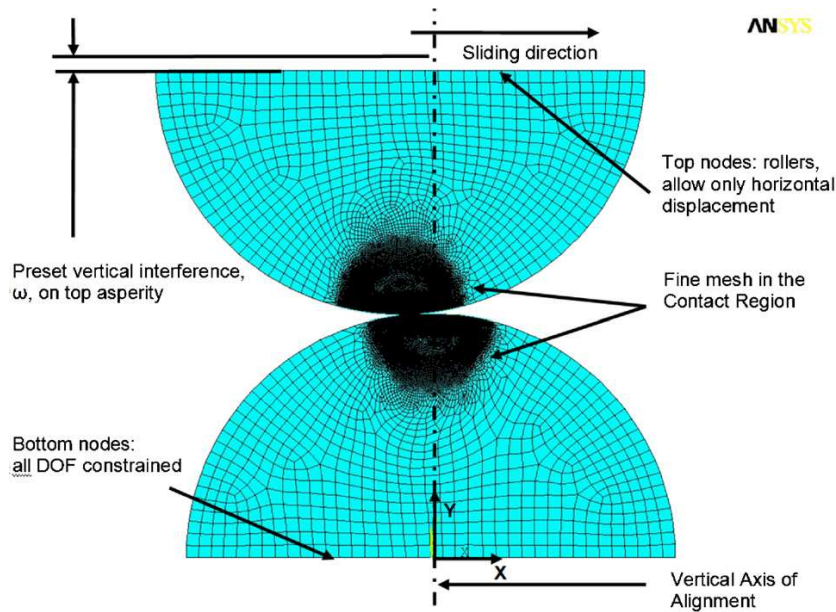 ANSYS
Sliding direction
Top nodes: rollers,
allow only horizontal
displacement
Preset vertical interference,
ω, on top asperity
Fine mesh in the
Contact Region
Bottom nodes:
all DOF constrained
Y
X
X
Vertical Axis of
Alignment